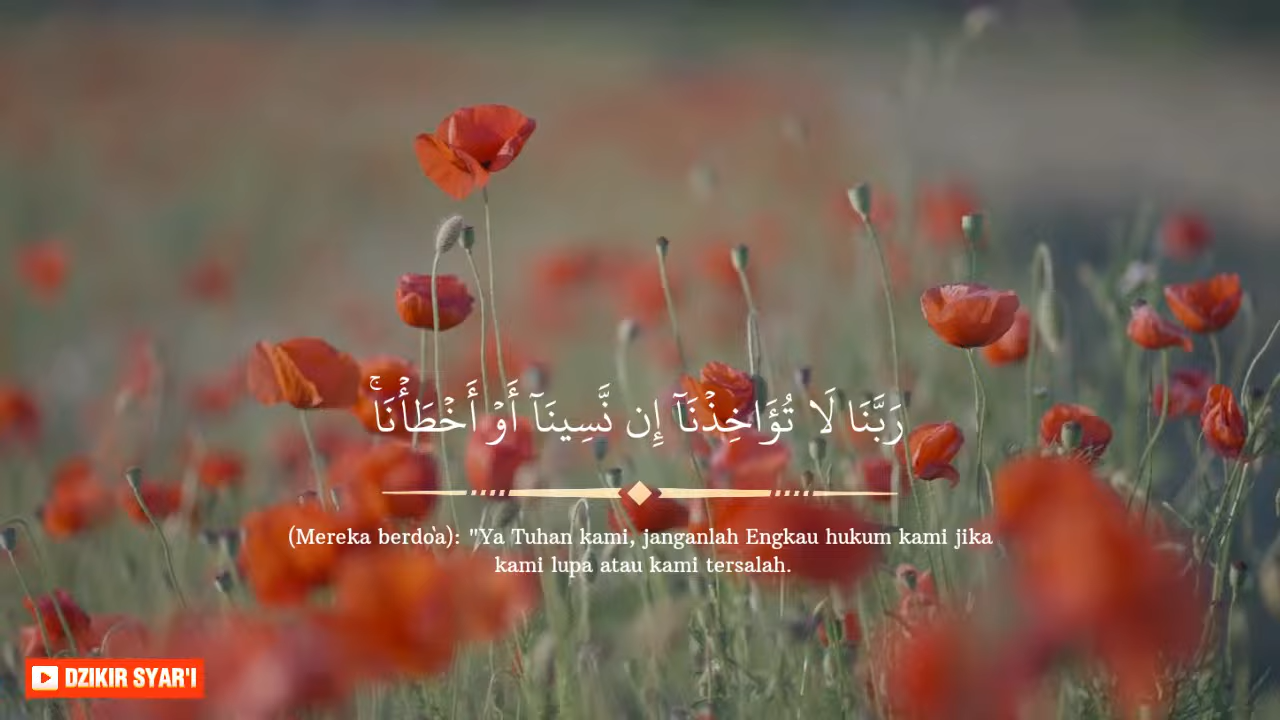 رَبَّنَا لَا تُؤَاخِذْنَآ إِن نَّسِينَآ أَوْ أَخْطَأْنَا ۚ
(Mereka berdo'a): "Ya Tuhan kami, janganlah Engkau hukum kami jika
kami lupa atau kami tersalah.
DZIKIR SYAR'I